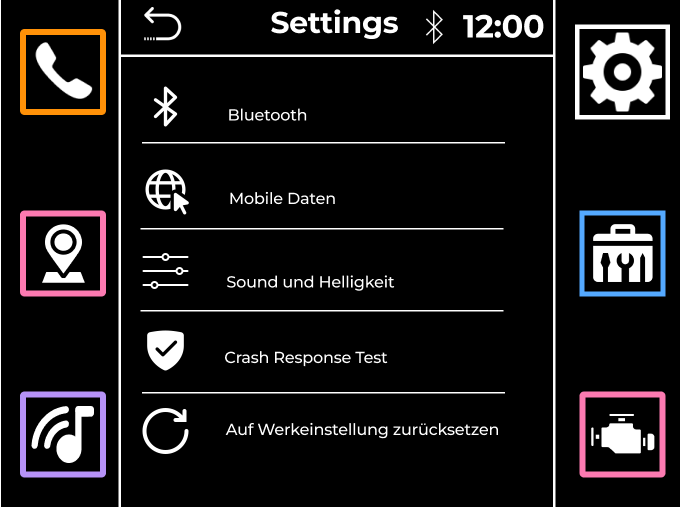 Settings 12:00
Bluetooth
Mobile Daten
Sound und Helligkeit
Crash Response Test
Auf Werkeinstellung zurücksetzen